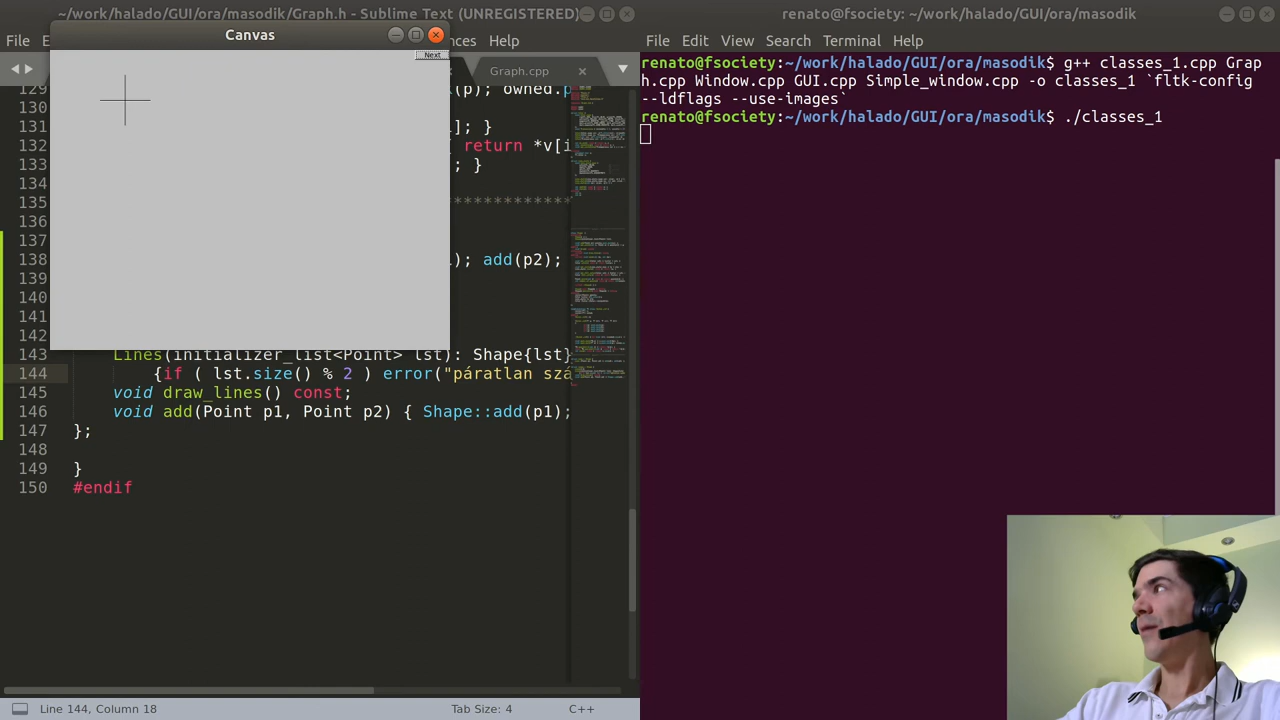 ~/work/halado/GUI/ora/masodik/Graph.h - Sublime Text (UNREGISTERED)
Canvas
Next
File
nces Help
Graph.cpp
129 (p); owned.p
130
131 ]; }
132 return *v[i
133 ; }
134
135 *************
136
137
138 ); add(p2);
139
140
141
142
143 Lines(initializer_list<Point> lst): Shape{lst}
144 {if ( lst.size() % 2 ) error("páratlan szá
145 void draw_lines() const;
146 void add(Point p1, Point p2) { Shape::add(p1);
147 };
148
149 }
150 #endif
Line 144, Column 18
Tab Size: 4
C++
renato@fsociety: ~/work/halado/GUI/ora/masodik
File Edit View Search Terminal Help
renato@fsociety:~/work/halado/GUI/ora/masodik$ g++ classes_1.cpp Grap
h.cpp Window.cpp GUI.cpp Simple_window.cpp -o classes_1 `fltk-config
--ldflags --use-images`
renato@fsociety:~/work/halado/GUI/ora/masodik$ ./classes_1